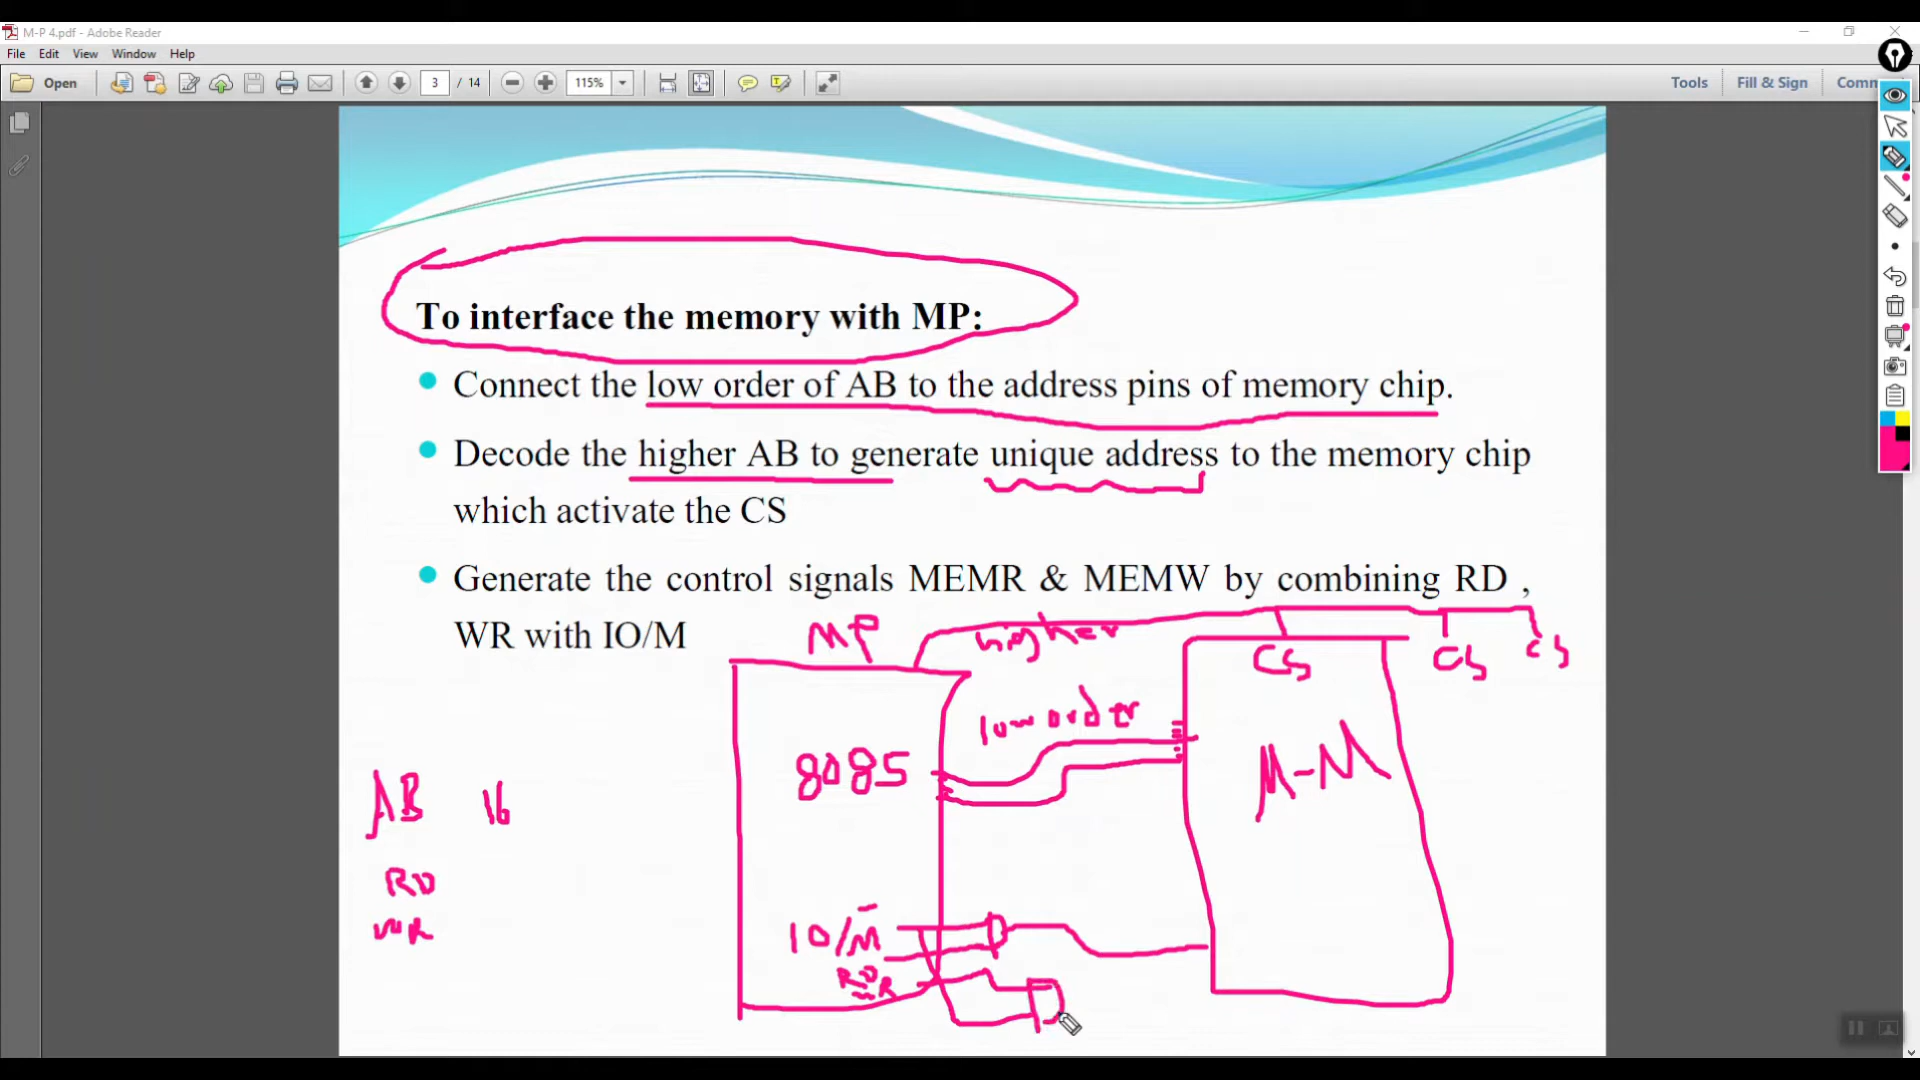 M-P 4.pdf - Adobe Reader
File Edit View Window Help
Open 3 / 14 115% Tools Fill & Sign Comm
To interface the memory with MP:
Connect the low order of AB to the address pins of memory chip.
Decode the higher AB to generate unique address to the memory chip
which activate the CS
Generate the control signals MEMR & MEMW by combining RD ,
WR with IO/M
MP higher
CS CS CS
low order
8085 M-M
AB 16
RD
WR
IO/M̅
RD
WR